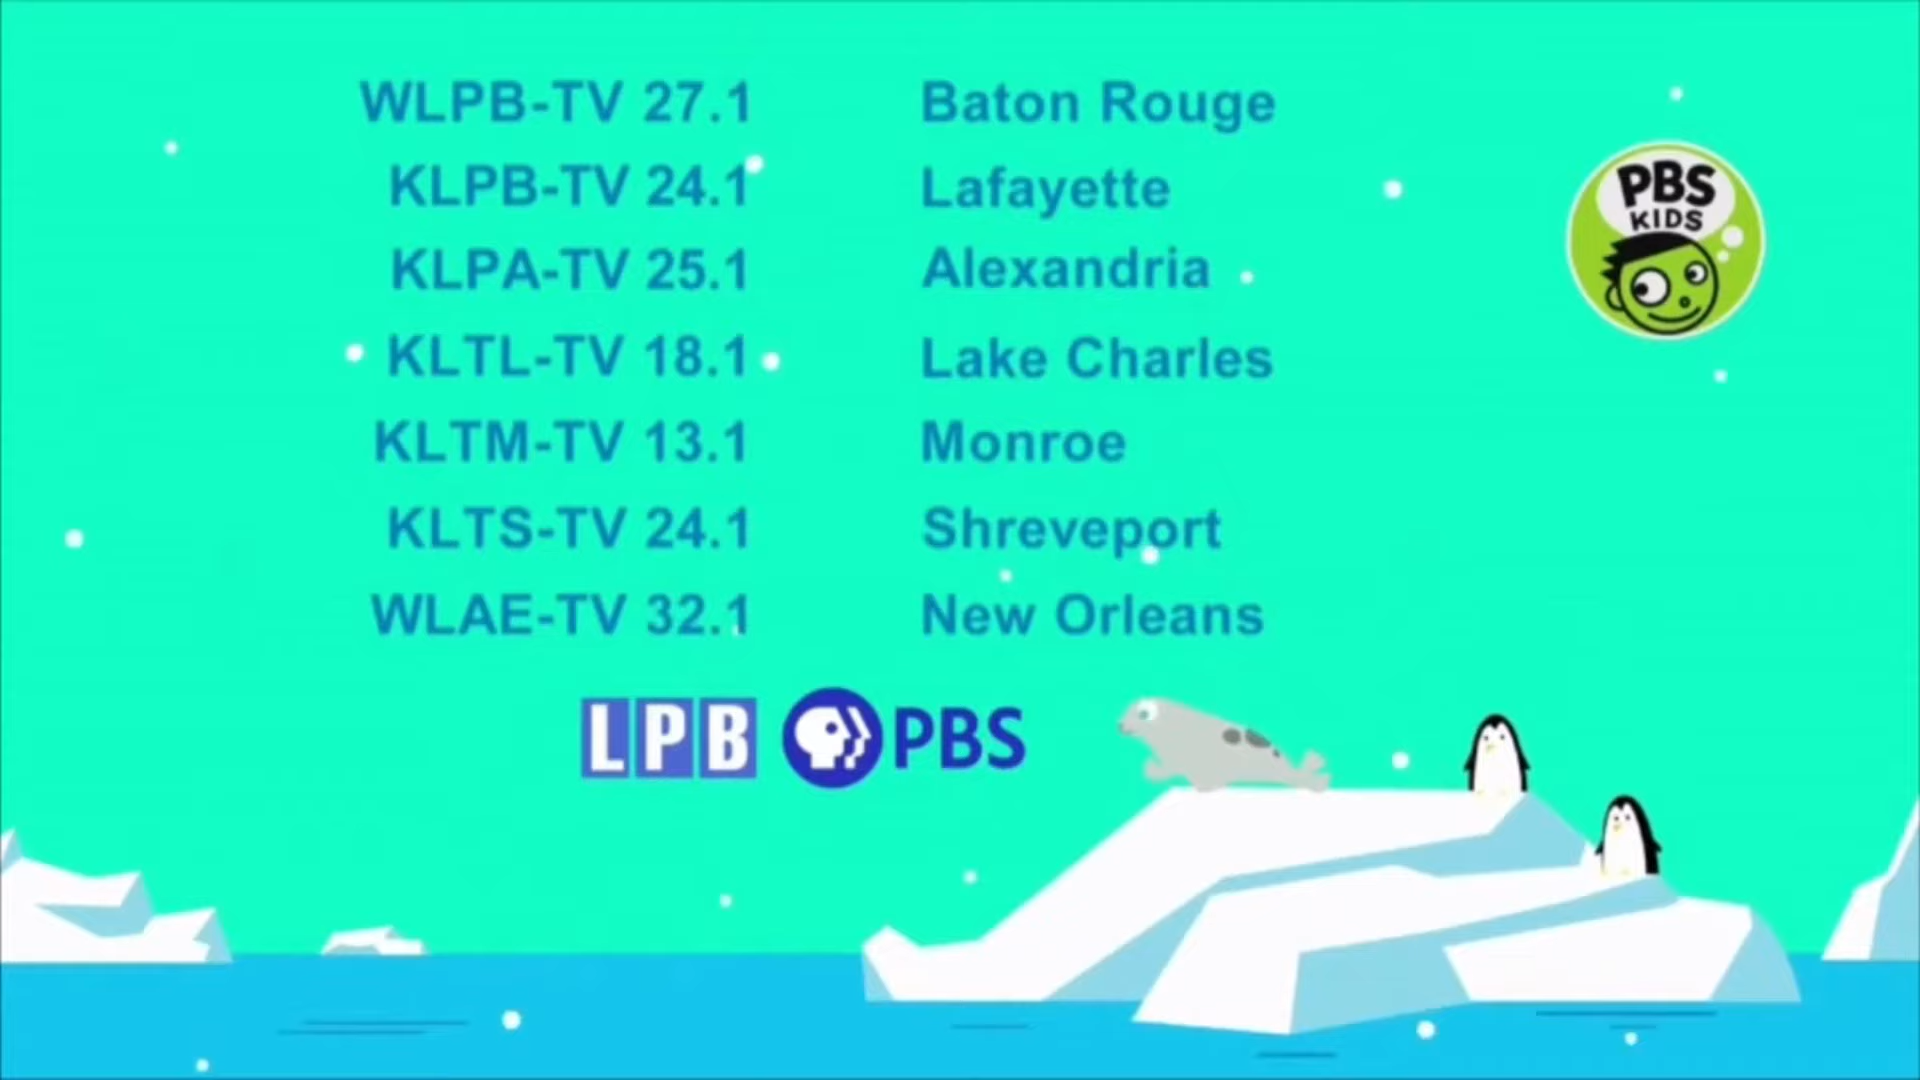 WLPB-TV 27.1 Baton Rouge
KLPB-TV 24.1 Lafayette
KLPA-TV 25.1 Alexandria
KLTL-TV 18.1 Lake Charles
KLTM-TV 13.1 Monroe
KLTS-TV 24.1 Shreveport
WLAE-TV 32.1 New Orleans
LPB PBS
PBS
KIDS